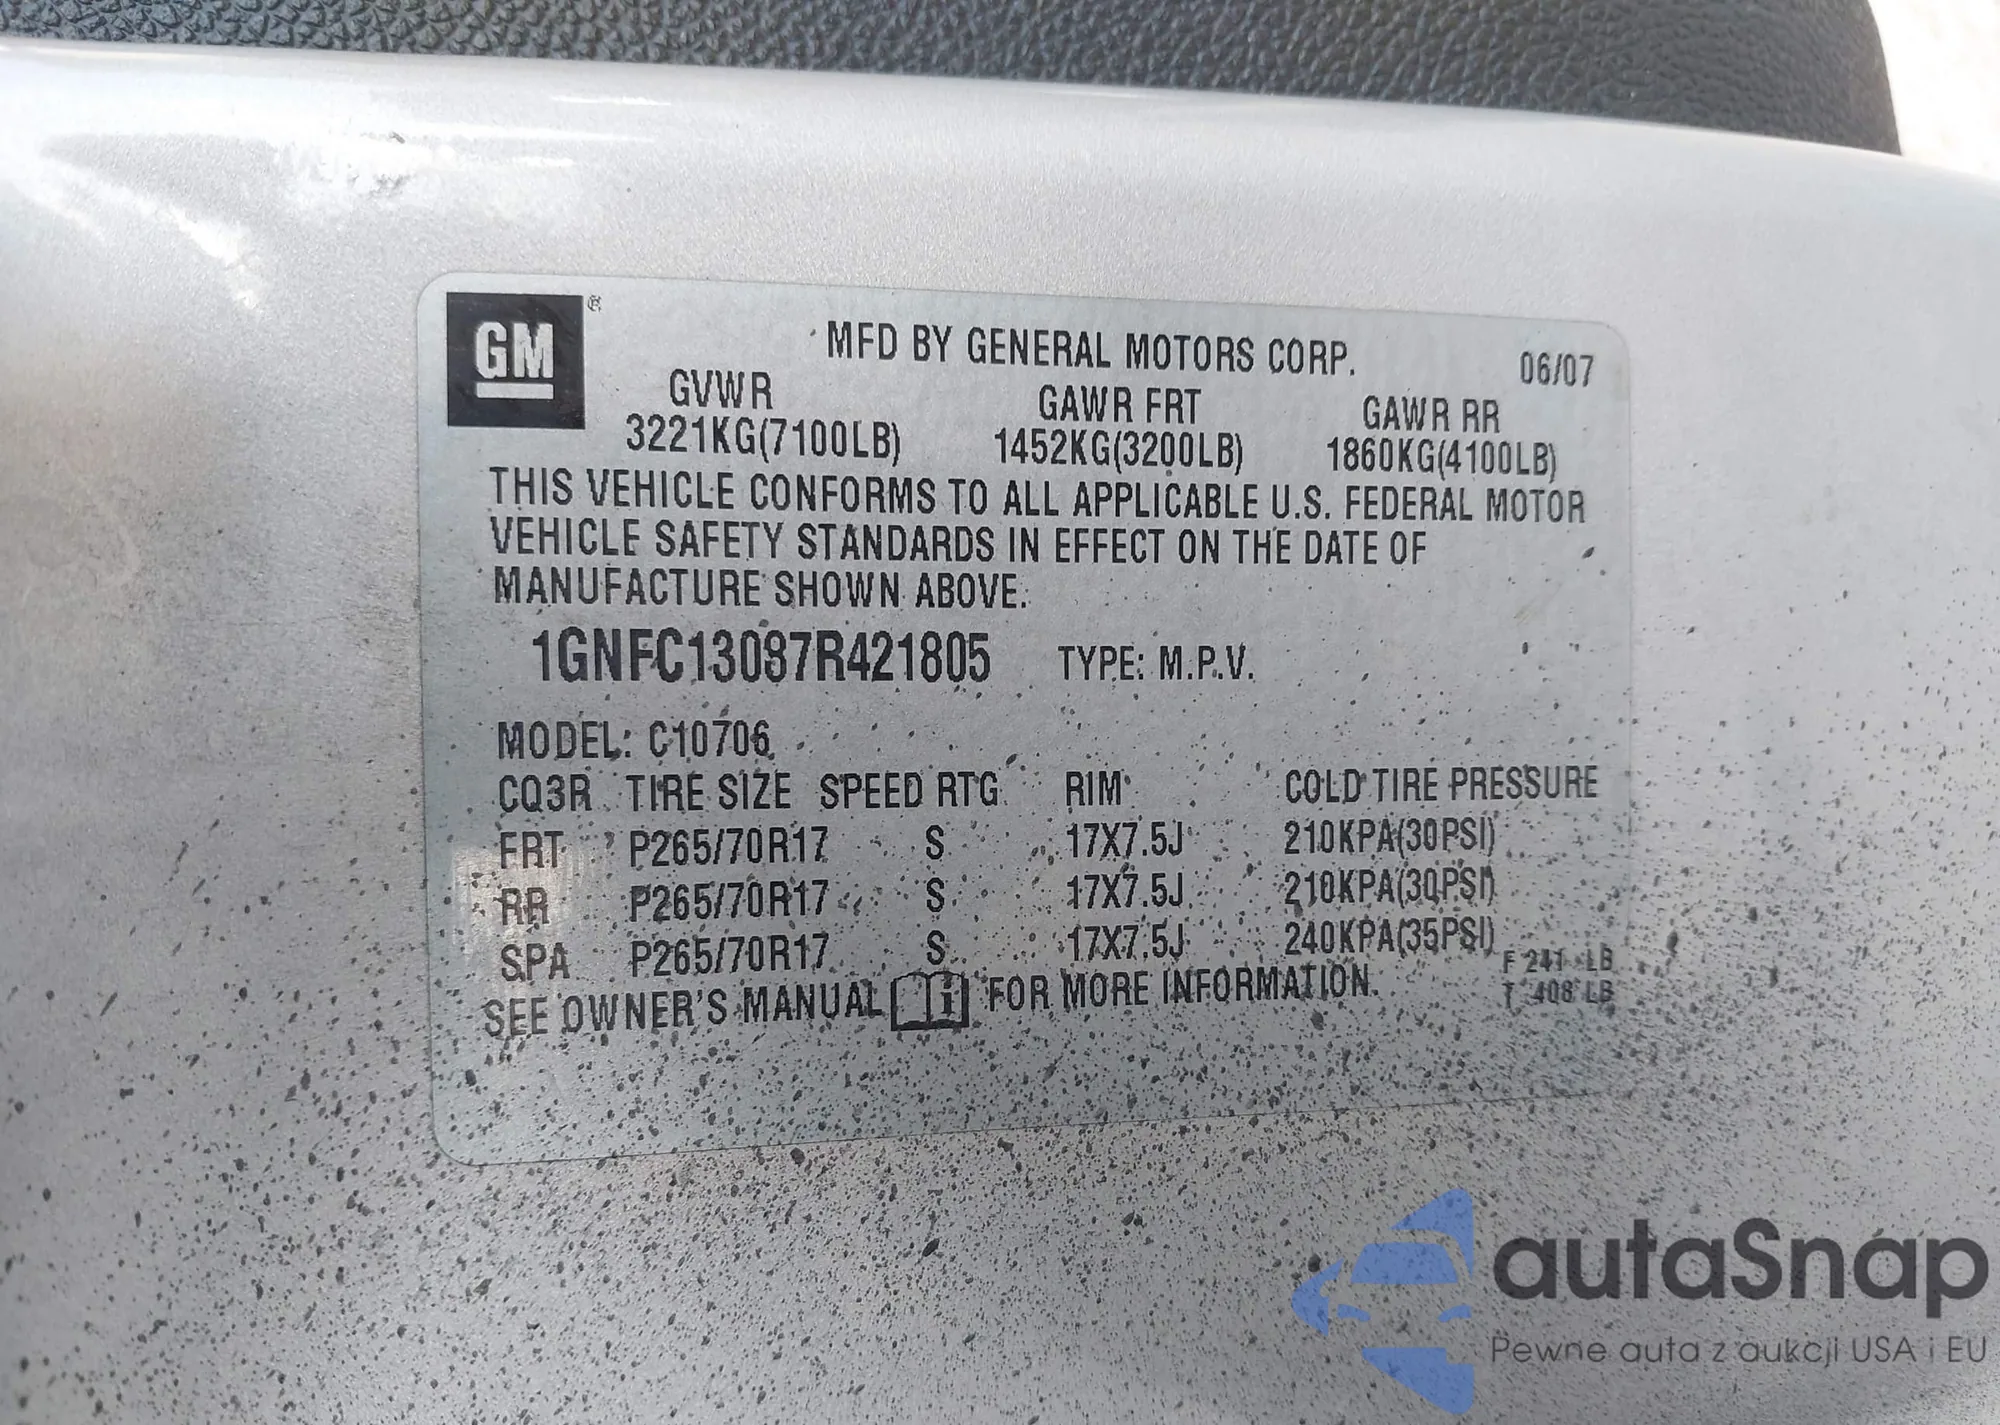 GM ®
MFD BY GENERAL MOTORS CORP. 06/07
GVWR GAWR FRT GAWR RR
3221KG(7100LB) 1452KG(3200LB) 1860KG(4100LB)
THIS VEHICLE CONFORMS TO ALL APPLICABLE U.S. FEDERAL MOTOR
VEHICLE SAFETY STANDARDS IN EFFECT ON THE DATE OF
MANUFACTURE SHOWN ABOVE.
1GNFC13087R421805 TYPE: M.P.V.
MODEL: C10706
CQ3R TIRE SIZE SPEED RTG RIM COLD TIRE PRESSURE
FRT P265/70R17 S 17X7.5J 210KPA(30PSI)
RR P265/70R17 S 17X7.5J 210KPA(30PSI)
SPA P265/70R17 S 17X7.5J 240KPA(35PSI)
F 241 LB
T 408 LB
SEE OWNER'S MANUAL i FOR MORE INFORMATION.
autaSnap
Pewne auta z aukcji USA i EU